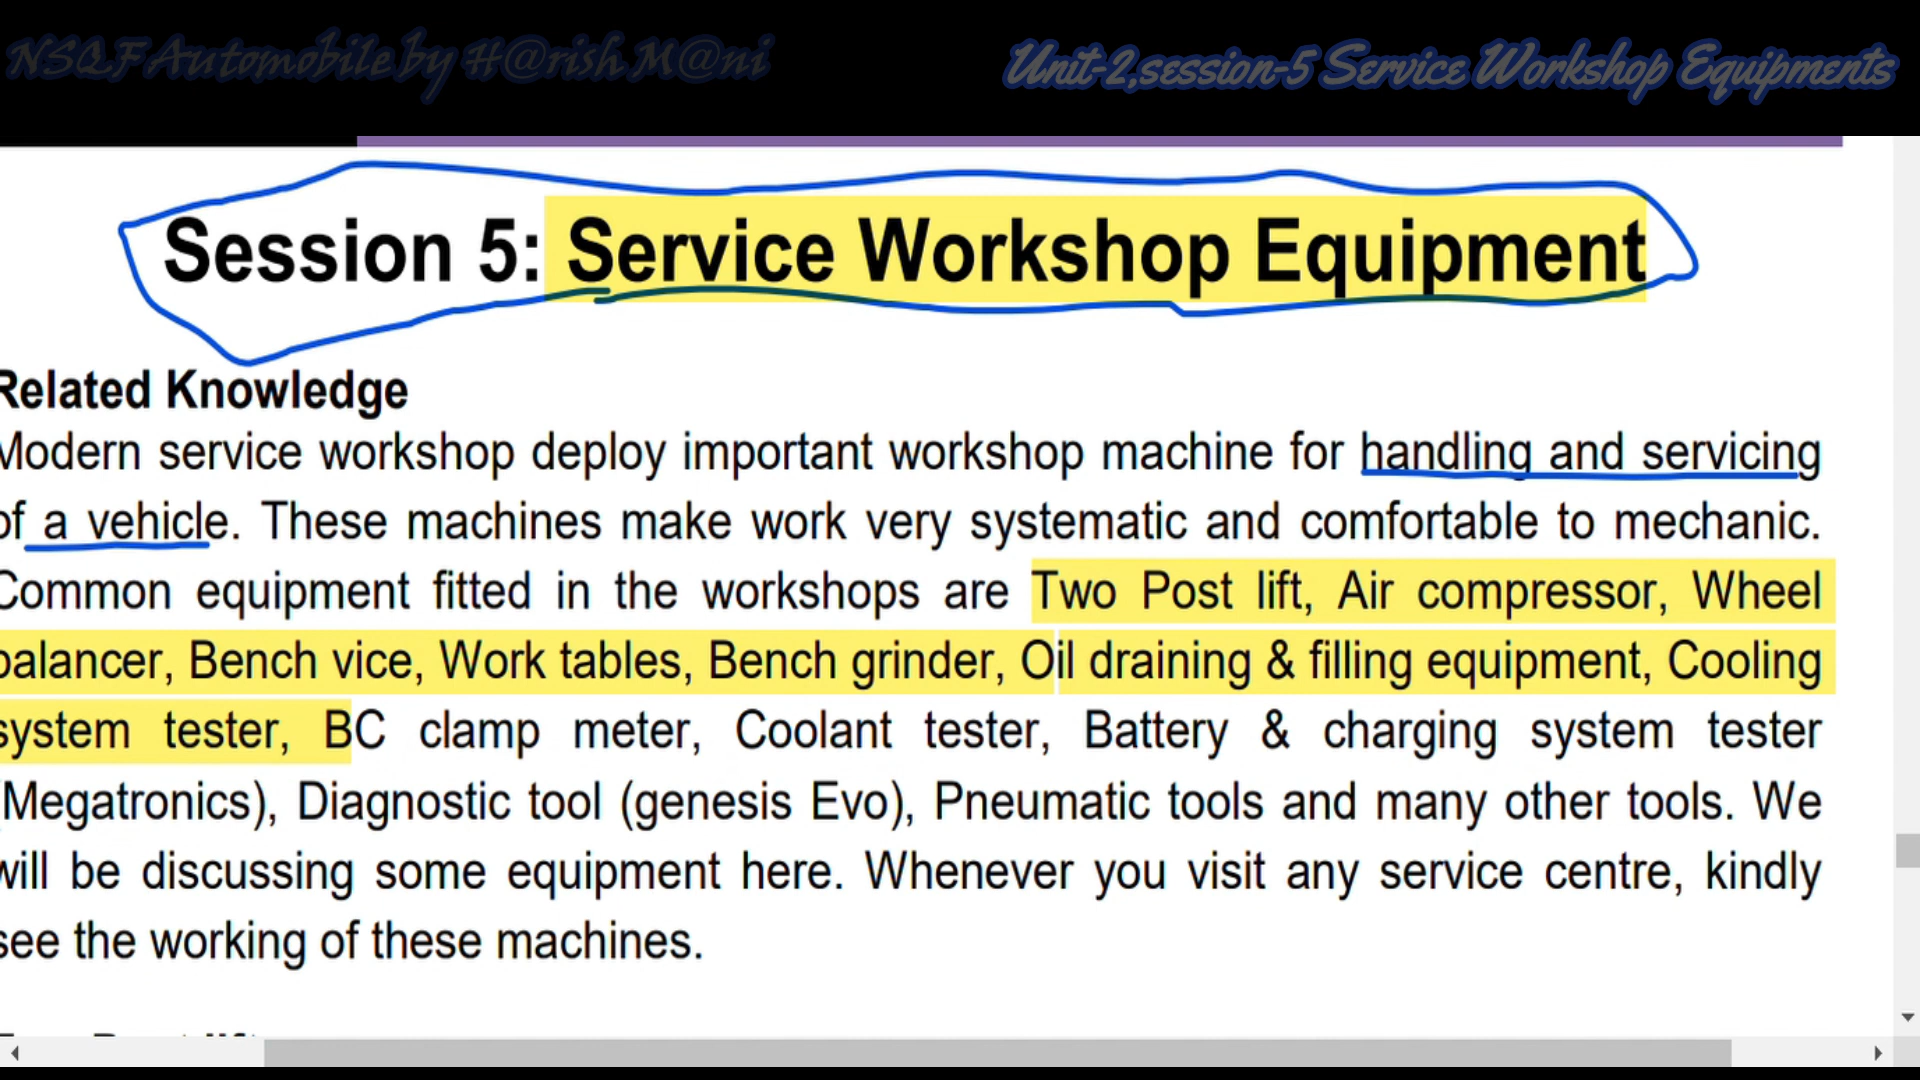 NSQF Automobile by H@rish M@ni
Unit-2,session-5 Service Workshop Equipments
Session 5: Service Workshop Equipment
Related Knowledge
Modern service workshop deploy important workshop machine for handling and servicing
of a vehicle. These machines make work very systematic and comfortable to mechanic.
Common equipment fitted in the workshops are Two Post lift, Air compressor, Wheel
balancer, Bench vice, Work tables, Bench grinder, Oil draining & filling equipment, Cooling
system tester, BC clamp meter, Coolant tester, Battery & charging system tester
(Megatronics), Diagnostic tool (genesis Evo), Pneumatic tools and many other tools. We
will be discussing some equipment here. Whenever you visit any service centre, kindly
see the working of these machines.